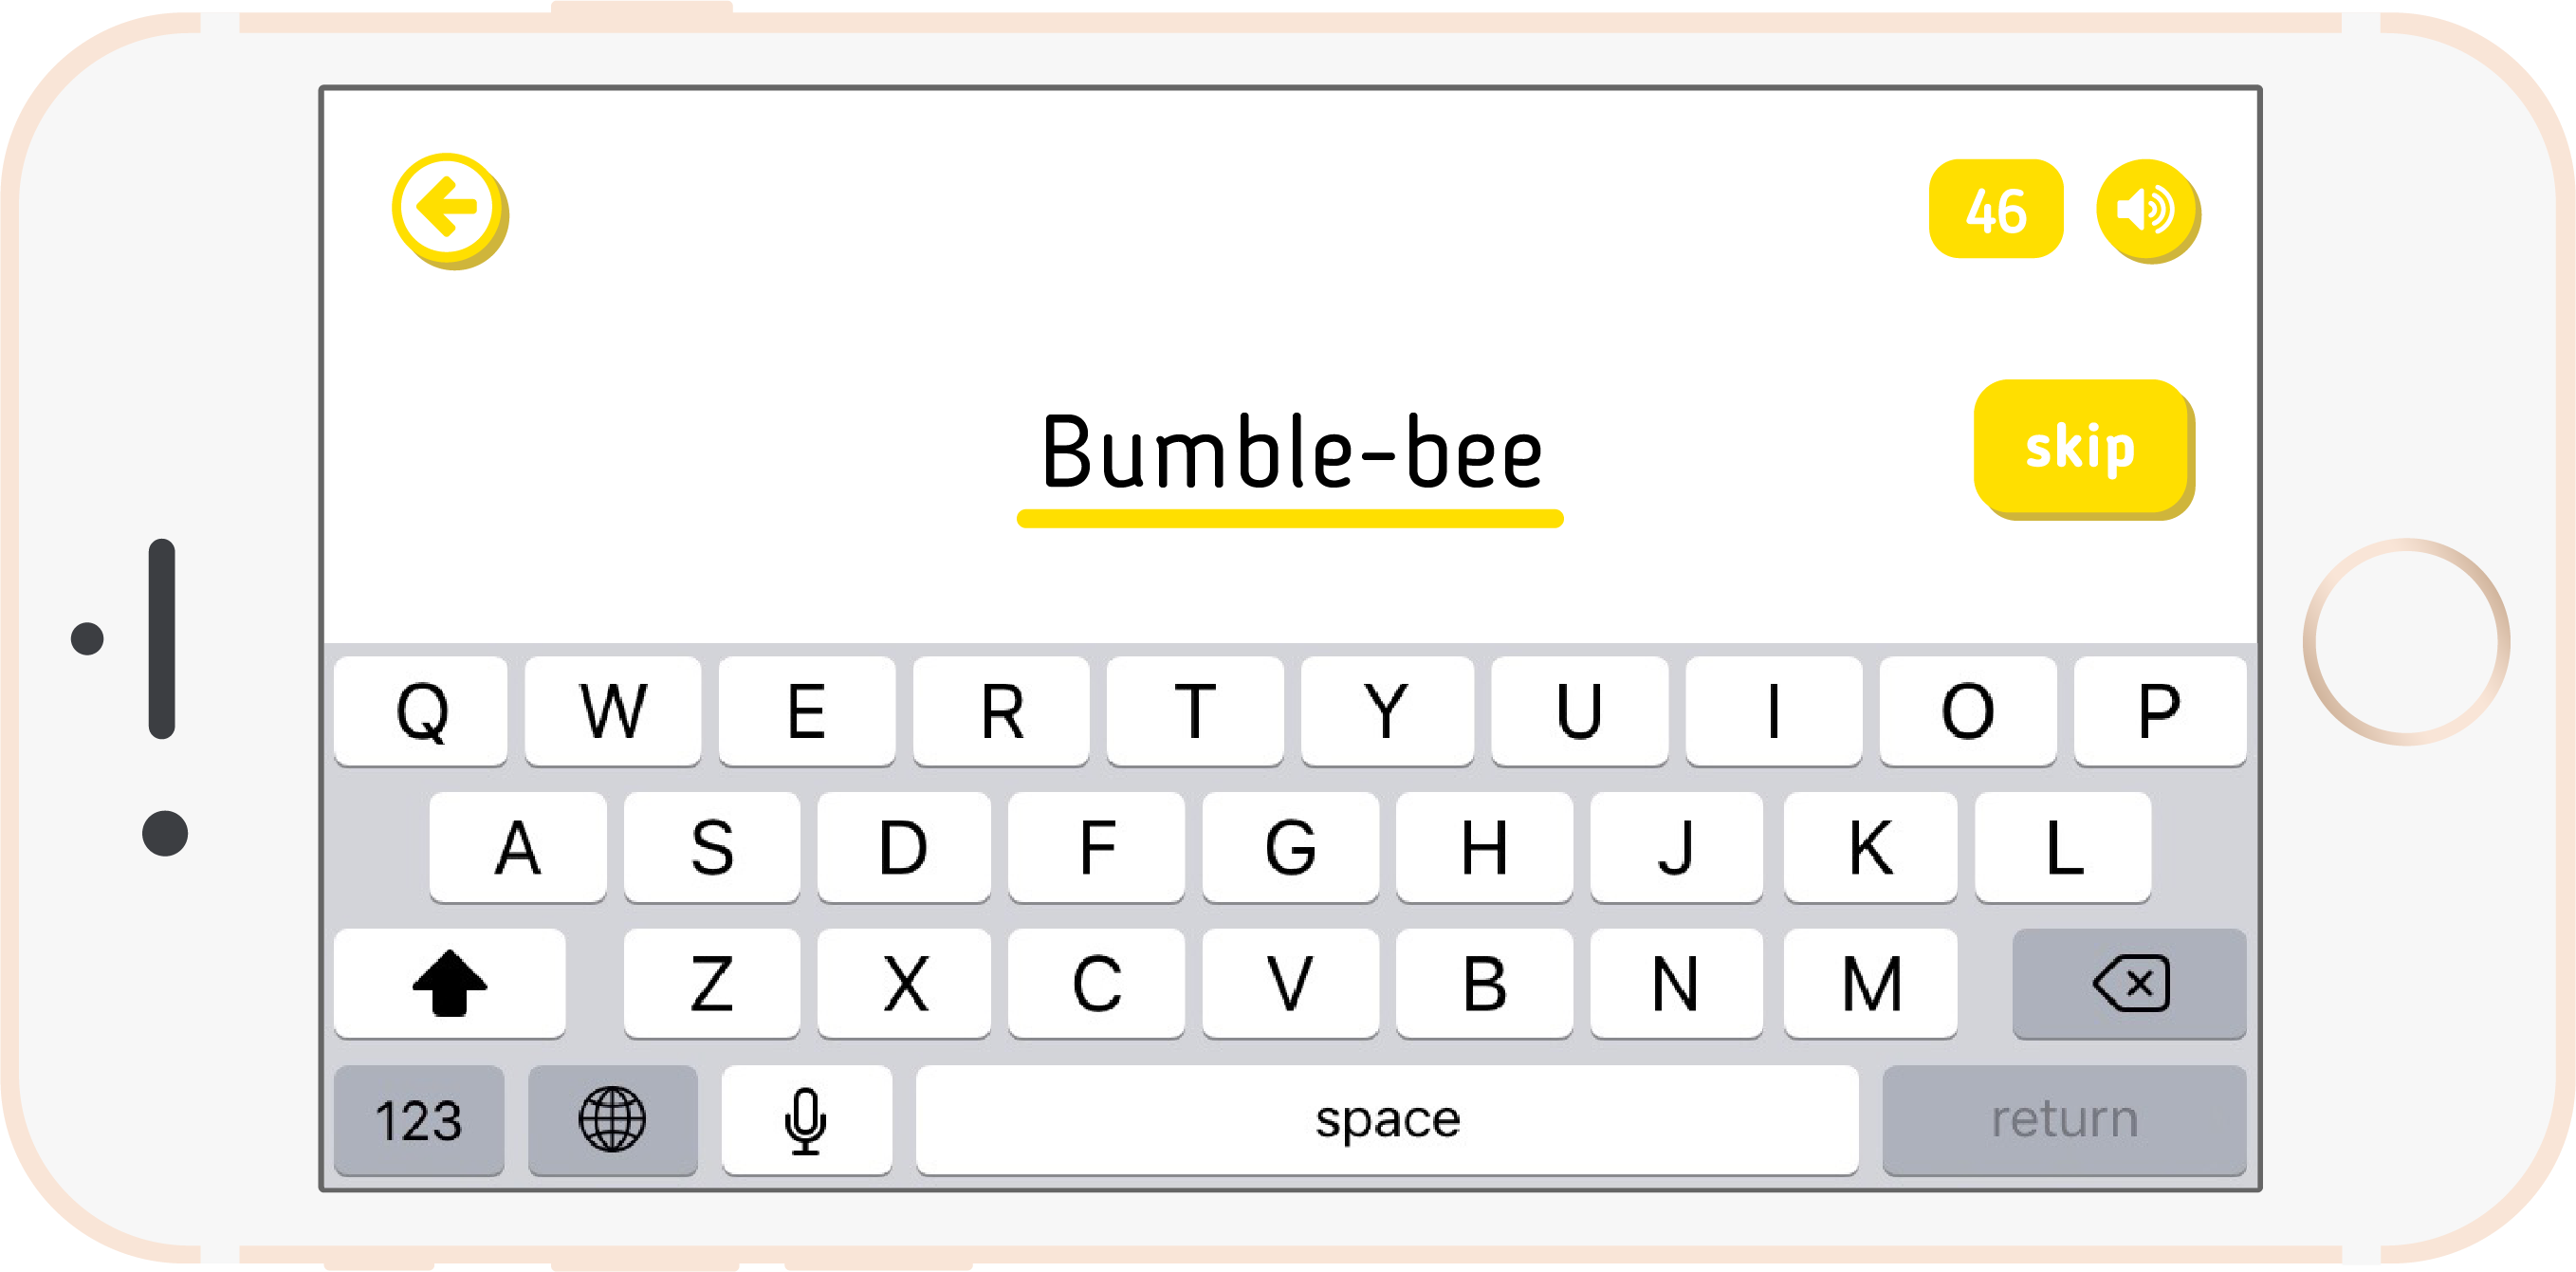 46
Bumble-bee
skip
Q W E R T Y U I O P
A S D F G H J K L
Z X C V B N M
123 space return